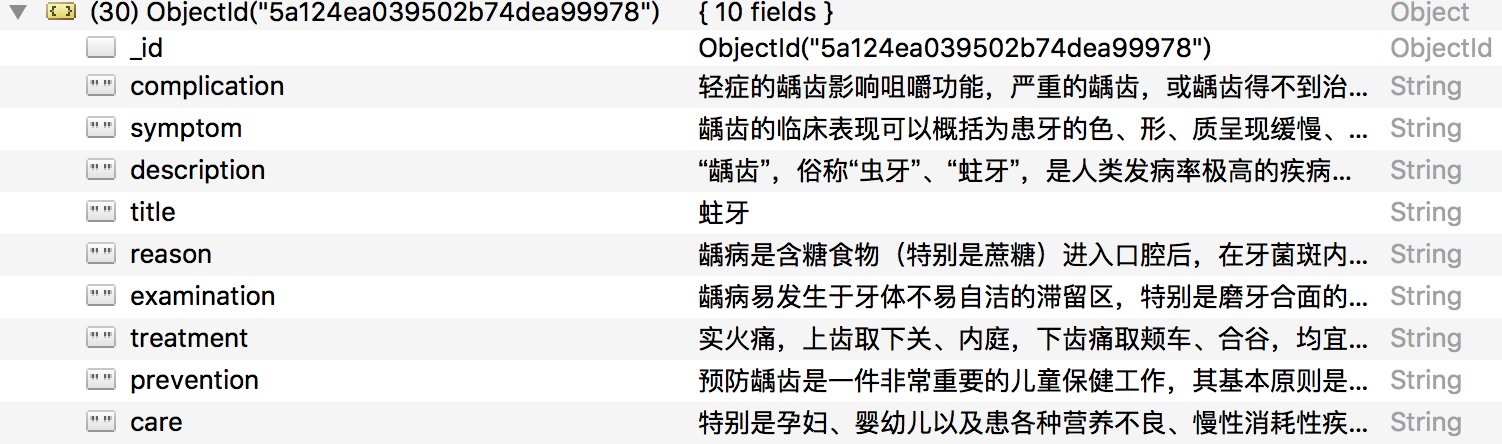 (30) ObjectId("5a124ea039502b74dea99978") { 10 fields } Object
_id ObjectId("5a124ea039502b74dea99978") ObjectId
complication 轻症的龋齿影响咀嚼功能，严重的龋齿，或龋齿得不到治... String
symptom 龋齿的临床表现可以概括为患牙的色、形、质呈现缓慢、... String
description “龋齿”，俗称“虫牙”、“蛀牙”，是人类发病率极高的疾病... String
title 蛀牙 String
reason 龋病是含糖食物（特别是蔗糖）进入口腔后，在牙菌斑内... String
examination 龋病易发生于牙体不易自洁的滞留区，特别是磨牙合面的... String
treatment 实火痛，上齿取下关、内庭，下齿痛取颊车、合谷，均宜... String
prevention 预防龋齿是一件非常重要的儿童保健工作，其基本原则是... String
care 特别是孕妇、婴幼儿以及患各种营养不良、慢性消耗性疾... String